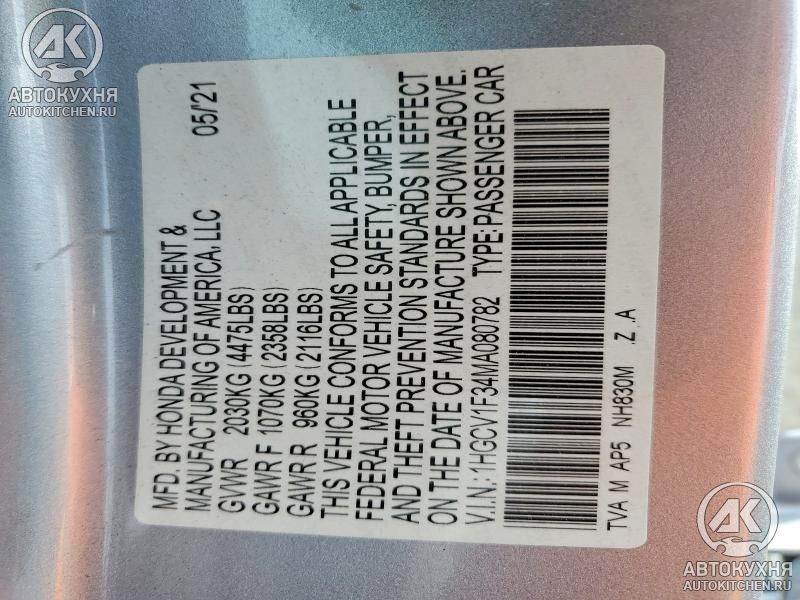 MFD. BY HONDA DEVELOPMENT &
MANUFACTURING OF AMERICA, LLC 05/'21
GVWR 2030KG (4475LBS)
GAWR F 1070KG (2358LBS)
GAWR R 960KG (2116LBS)
THIS VEHICLE CONFORMS TO ALL APPLICABLE
FEDERAL MOTOR VEHICLE SAFETY, BUMPER,
AND THEFT PREVENTION STANDARDS IN EFFECT
ON THE DATE OF MANUFACTURE SHOWN ABOVE.
V.I.N.: 1HGCV1F34MA080782 TYPE: PASSENGER CAR
TVA M AP5 NH830M .Z .A
АК
АВТОКУХНЯ
AUTOKITCHEN.RU
АК
АВТОКУХНЯ
AUTOKITCHEN.RU